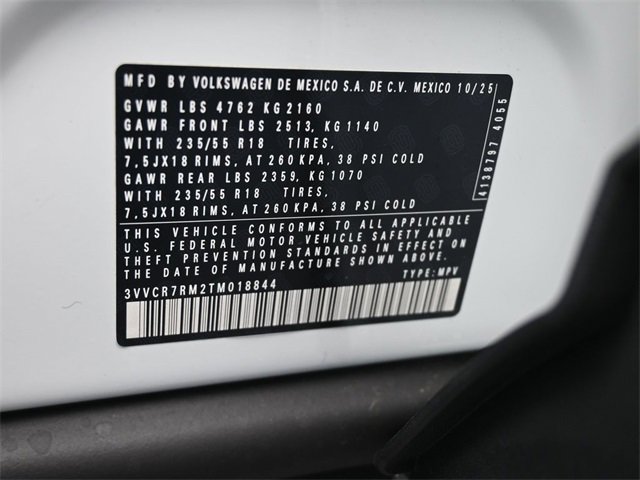 MFD BY VOLKSWAGEN DE MEXICO S.A. DE C.V. MEXICO 10/25
GVWR LBS 4762 KG 2160
GAWR FRONT LBS 2513, KG 1140
WITH 235/55 R18 TIRES,
7,5JX18 RIMS, AT 260 KPA, 38 PSI COLD
GAWR REAR LBS 2359, KG 1070
WITH 235/55 R18 TIRES,
7,5JX18 RIMS, AT 260 KPA, 38 PSI COLD
4138797 4055
THIS VEHICLE CONFORMS TO ALL APPLICABLE
U.S. FEDERAL MOTOR VEHICLE SAFETY AND
THEFT PREVENTION STANDARDS IN EFFECT ON
THE DATE OF MANUFACTURE SHOWN ABOVE.
3VVCR7RM2TM018844 TYPE: MPV